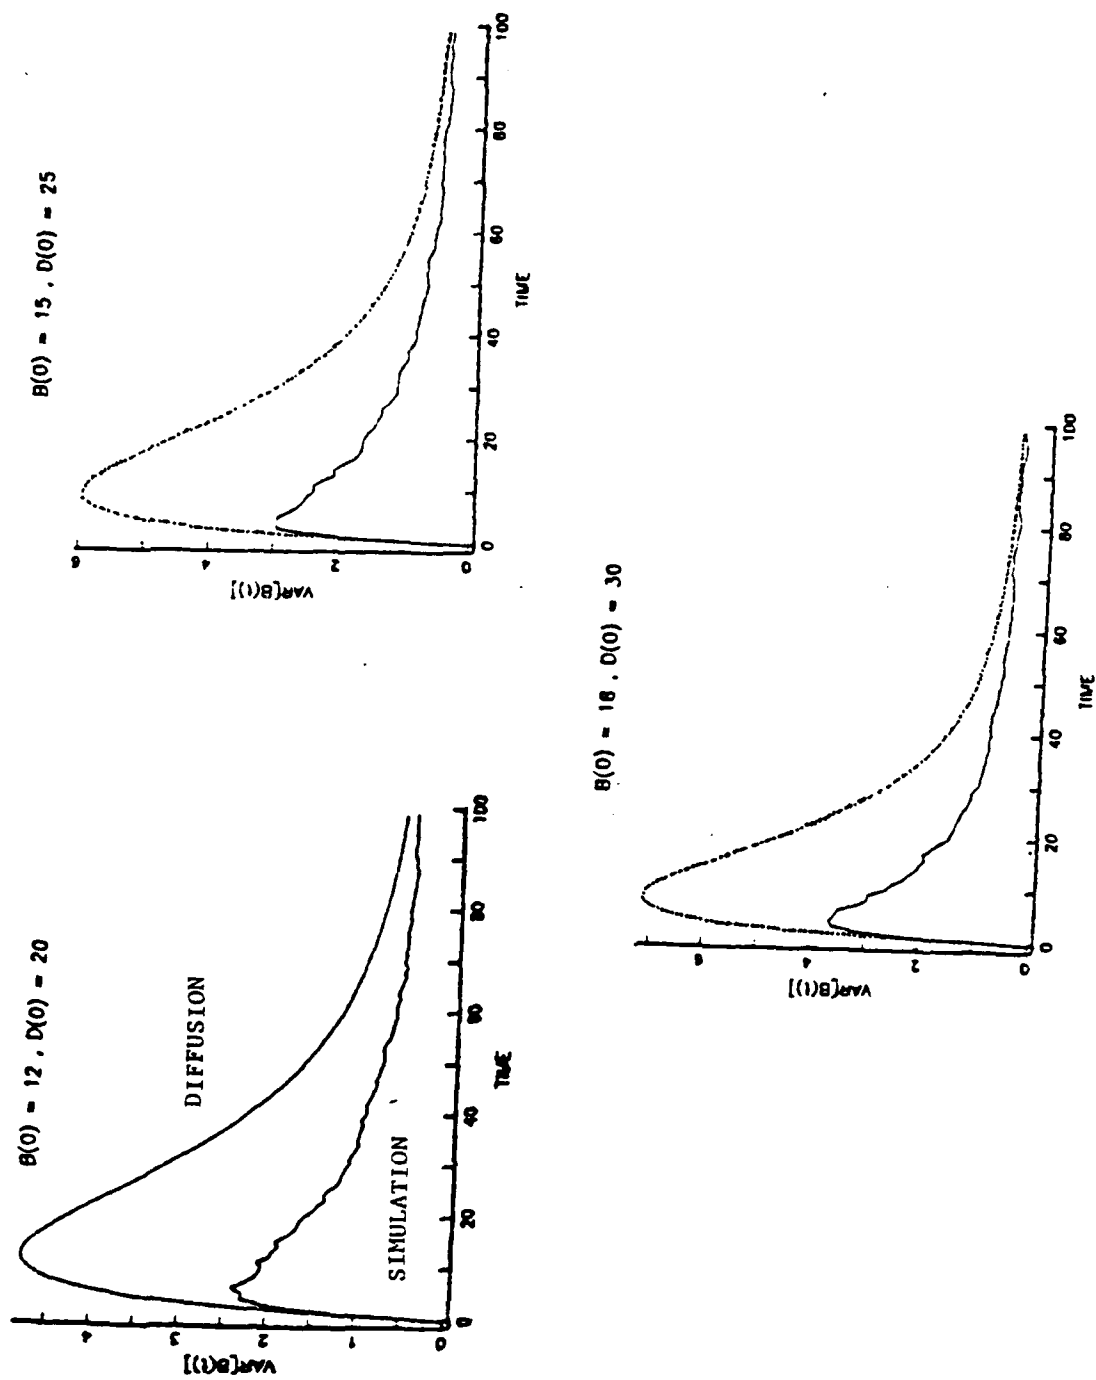 B(0) = 12 , D(0) = 20
DIFFUSION
SIMULATION
VAR[B(t)]
4
3
2
1
0
0 20 40 60 80 100
TIME
B(0) = 15 , D(0) = 25
VAR[B(t)]
6
4
2
0
0 20 40 60 80 100
TIME
B(0) = 18 , D(0) = 30
VAR[B(t)]
6
4
2
0
0 20 40 60 80 100
TIME